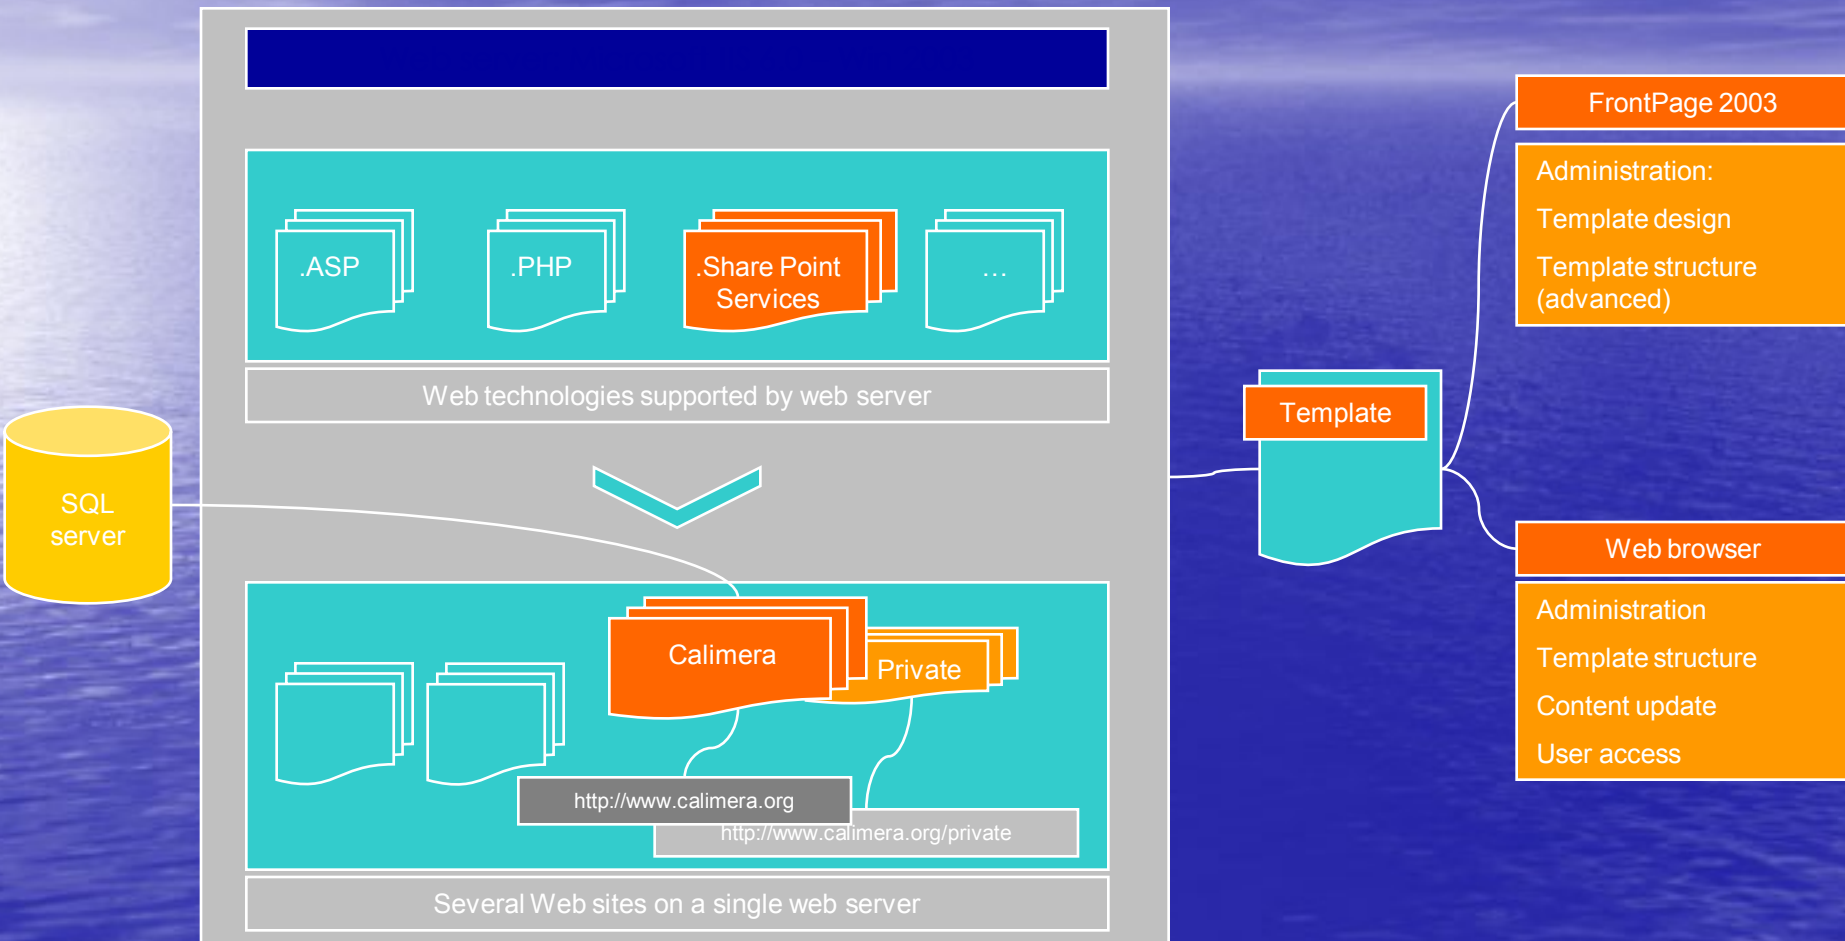 .ASP
.PHP
.Share Point
Services
...
Web technologies supported by web server
SQL
server
Calimera
Private
http://www.calimera.org
http://www.calimera.org/private
Several Web sites on a single web server
Template
FrontPage 2003
Administration:
Template design
Template structure
(advanced)
Web browser
Administration
Template structure
Content update
User access